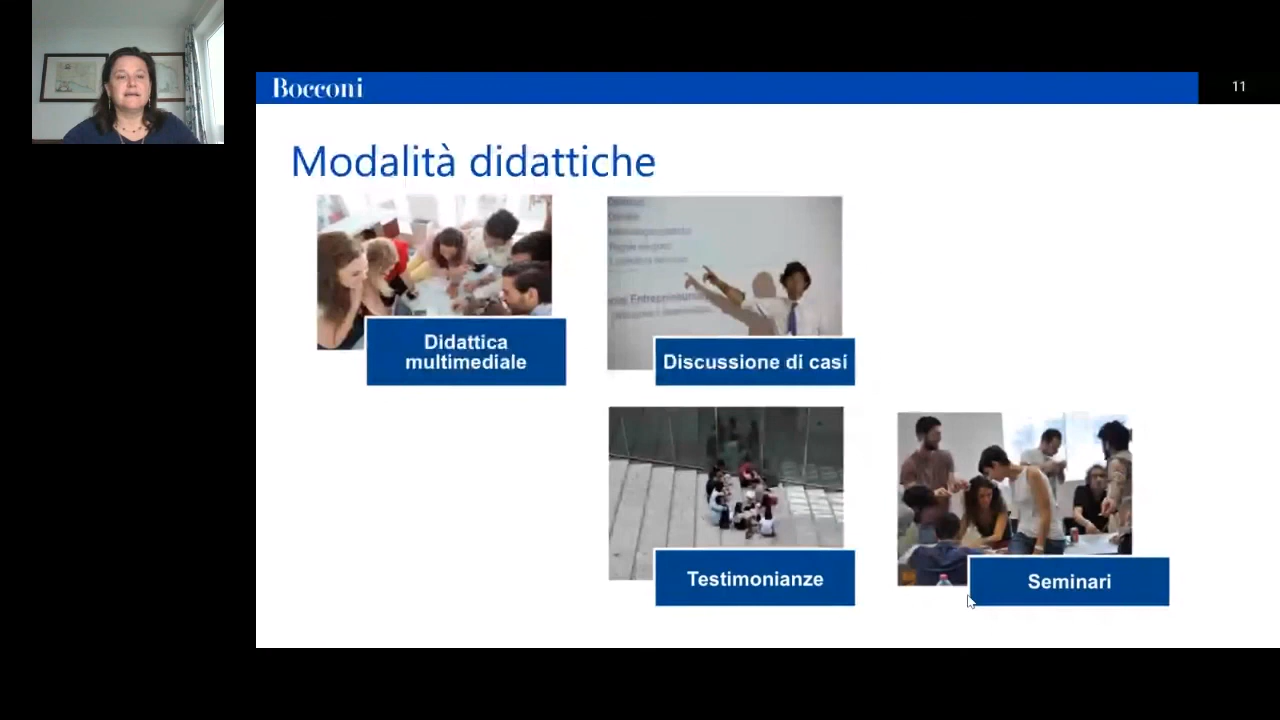 Bocconi
11
Modalità didattiche
Didattica
multimediale
Discussione di casi
Testimonianze
Seminari